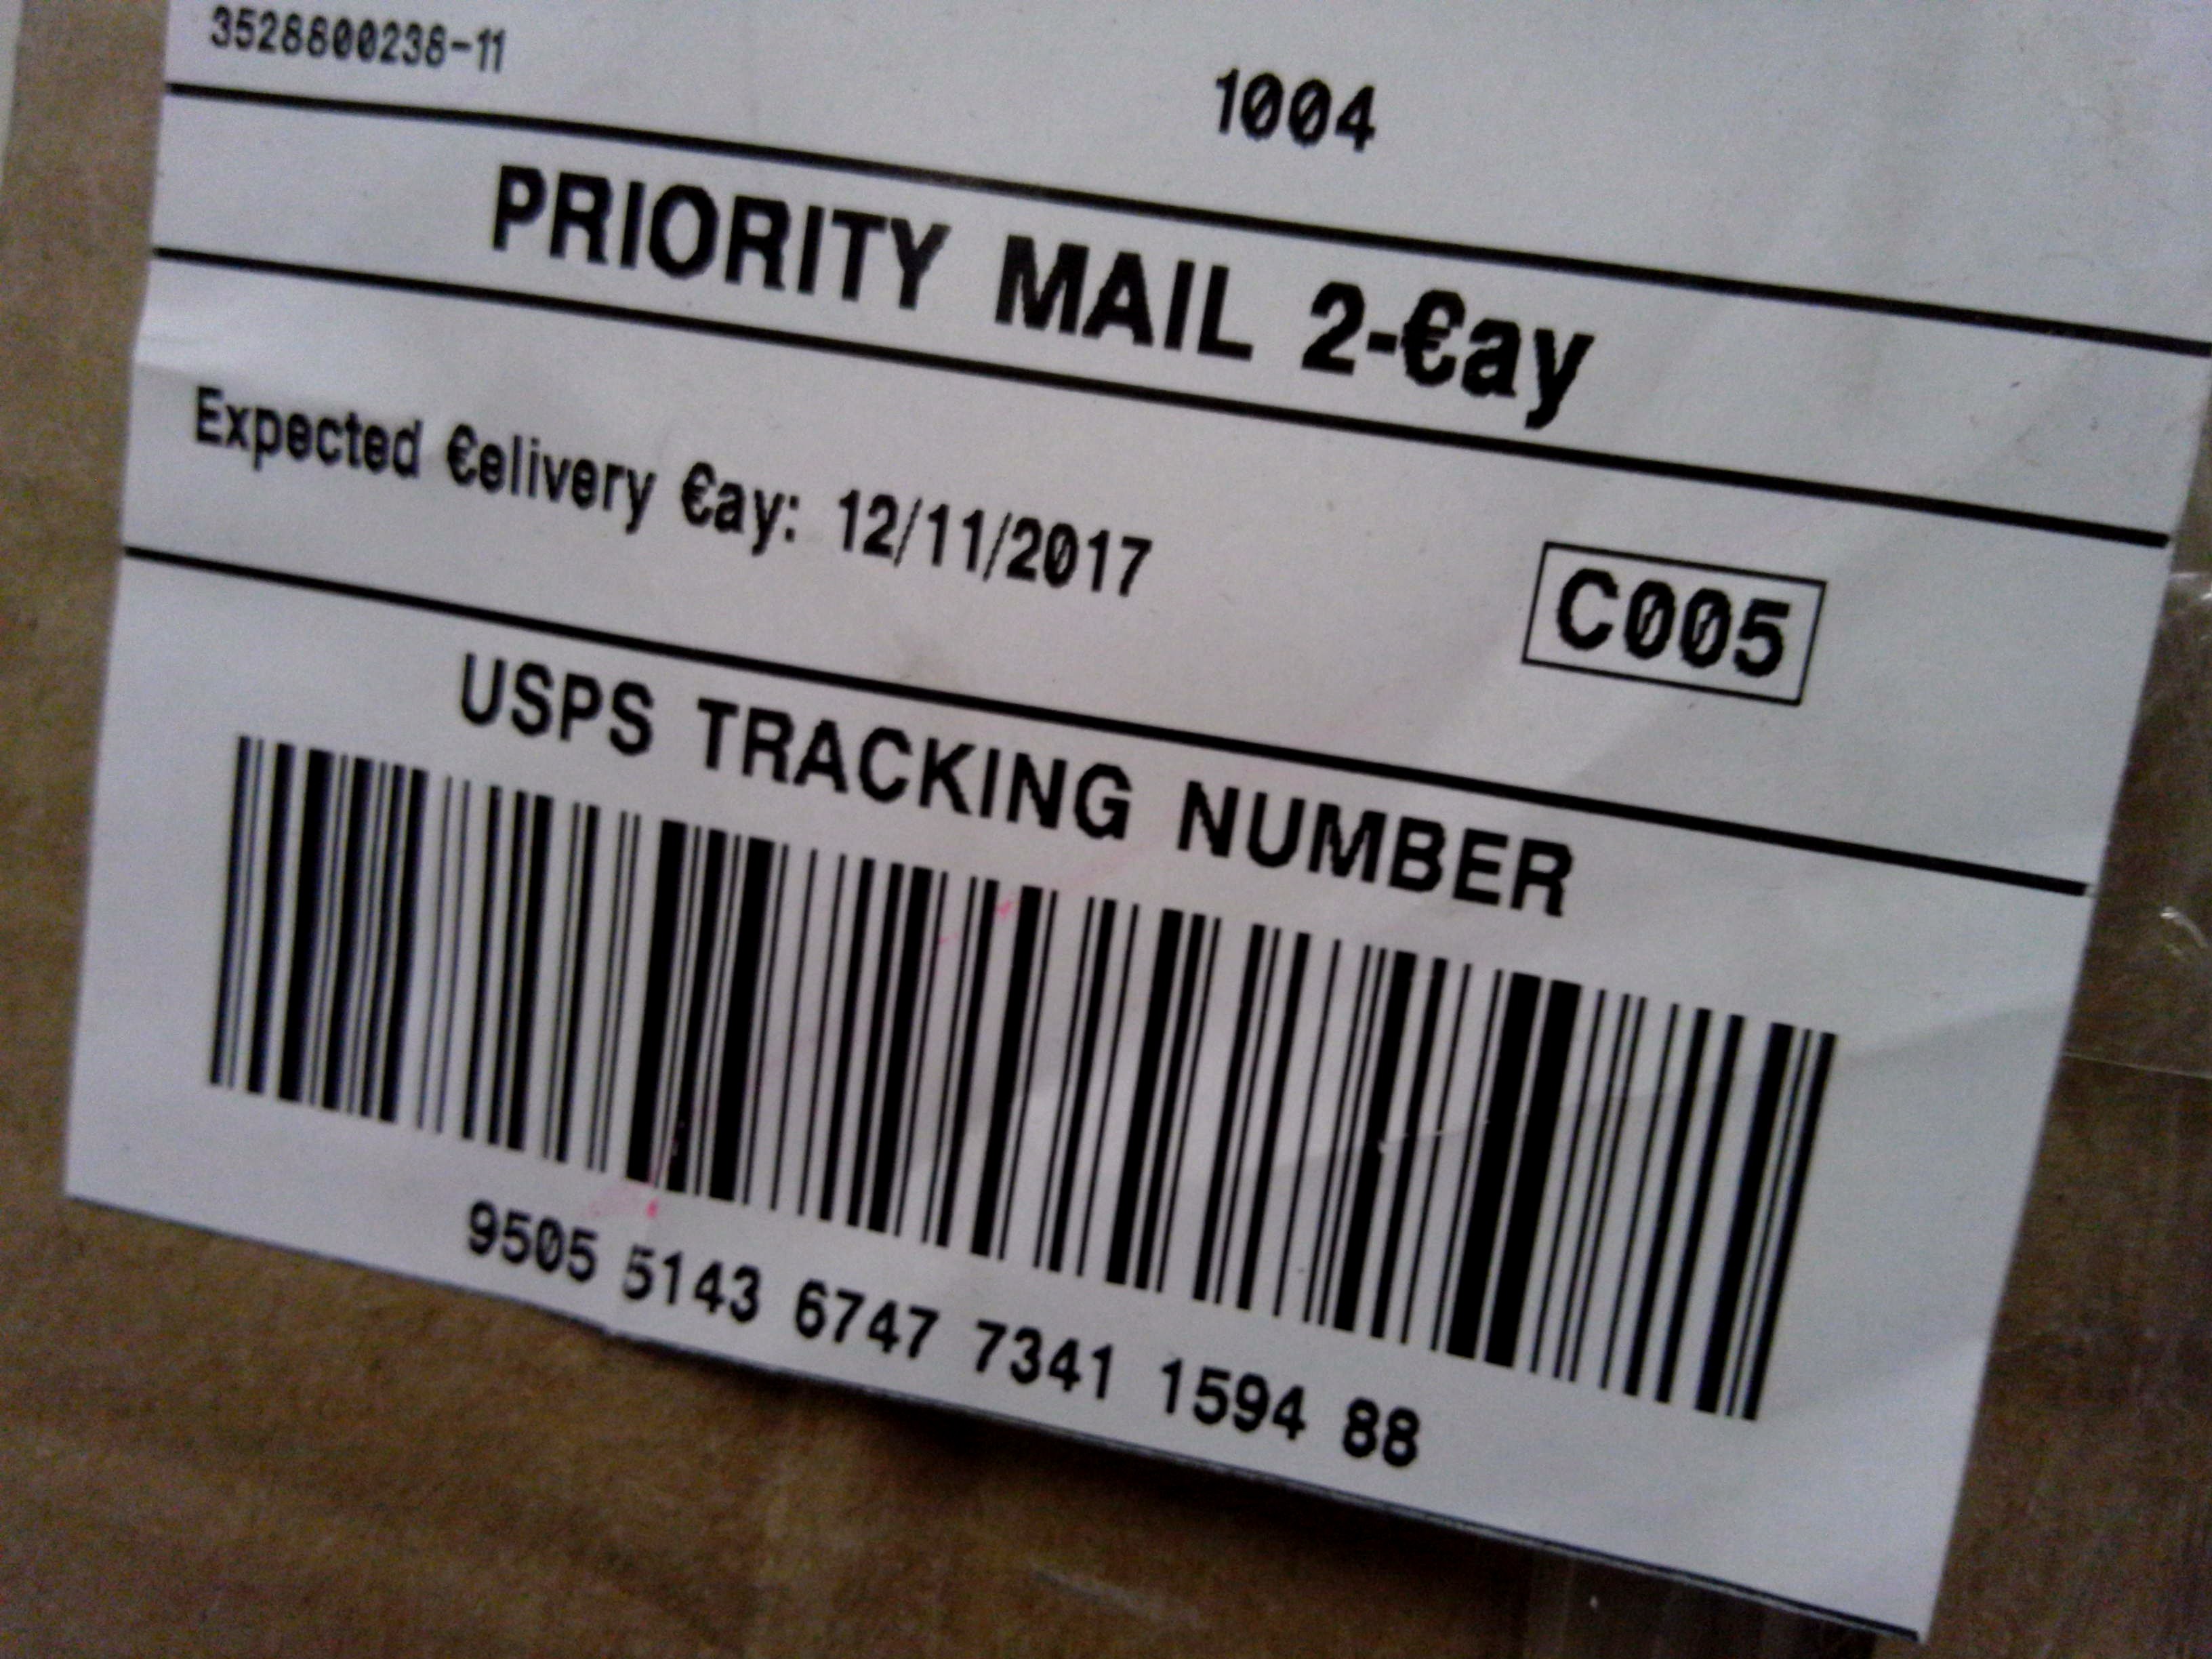 3528800238-11
1004
PRIORITY MAIL 2-€ay
Expected €elivery €ay: 12/11/2017
C005
USPS TRACKING NUMBER
9505 5143 6747 7341 1594 88